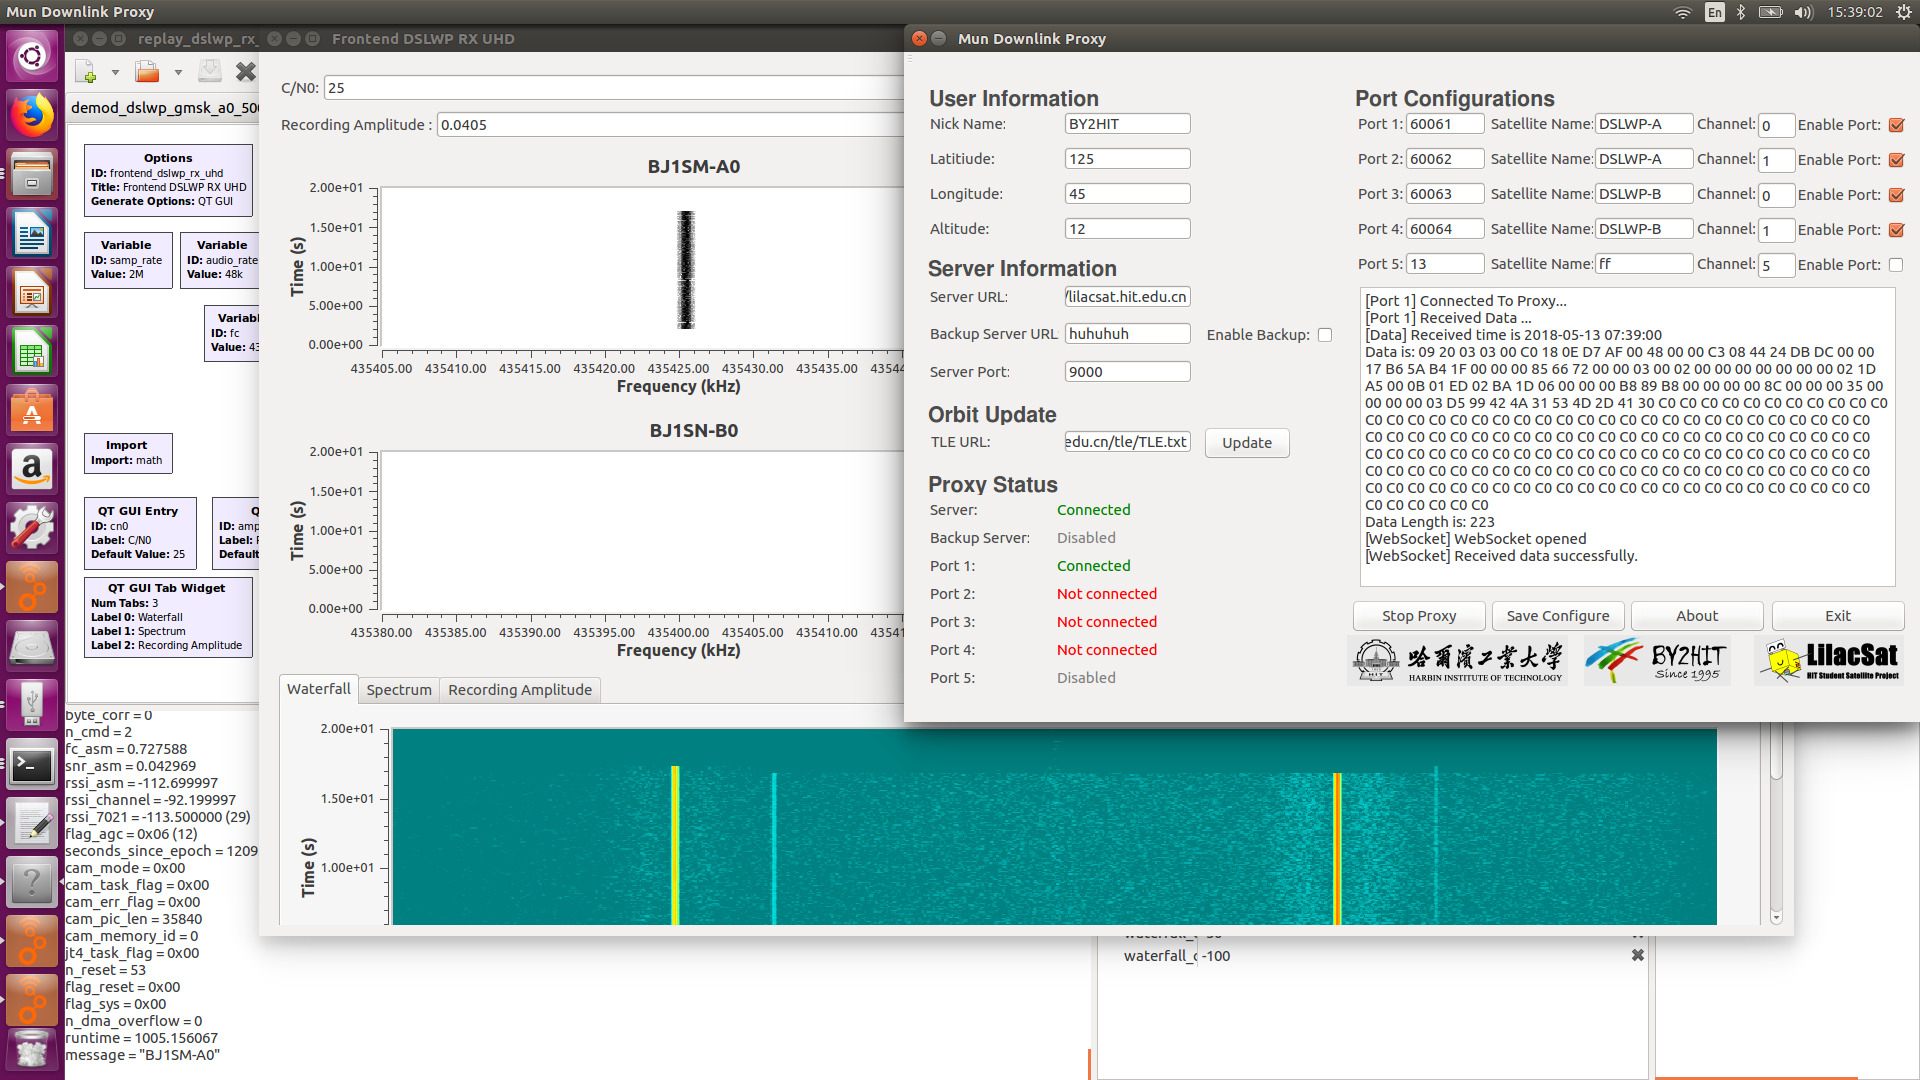 Mun Downlink Proxy
En
15:39:02
replay_dslwp_rx_
Frontend DSLWP RX UHD
Mun Downlink Proxy
demod_dslwp_gmsk_a0_500
Options
ID: frontend_dslwp_rx_uhd
Title: Frontend DSLWP RX UHD
Generate Options: QT GUI
Variable
ID: samp_rate
Value: 2M
Variable
ID: audio_rate
Value: 48k
Variabl
ID: fc
Value: 43
Import
Import: math
QT GUI Entry
ID: cn0
Label: C/N0
Default Value: 25
Q
ID: amp
Default
QT GUI Tab Widget
Num Tabs: 3
Label 0: Waterfall
Label 1: Spectrum
Label 2: Recording Amplitude
byte_corr = 0
n_cmd = 2
fc_asm = 0.727588
snr_asm = 0.042969
rssi_asm = -112.699997
rssi_channel = -92.199997
rssi_7021 = -113.500000 (29)
flag_agc = 0x06 (12)
seconds_since_epoch = 1209
cam_mode = 0x00
cam_task_flag = 0x00
cam_err_flag = 0x00
cam_pic_len = 35840
cam_memory_id = 0
jt4_task_flag = 0x00
n_reset = 53
flag_reset = 0x00
flag_sys = 0x00
n_dma_overflow = 0
runtime = 1005.156067
message = "BJ1SM-A0"
C/N0: 25
Recording Amplitude : 0.0405
BJ1SM-A0
Time (s)
2.00e+01
1.50e+01
1.00e+01
5.00e+00
0.00e+00
435405.00 435410.00 435415.00 435420.00 435425.00 435430.00 435435.00 43544
Frequency (kHz)
BJ1SN-B0
Time (s)
2.00e+01
1.50e+01
1.00e+01
5.00e+00
0.00e+00
435380.00 435385.00 435390.00 435395.00 435400.00 435405.00 435410.00 43541
Frequency (kHz)
Waterfall Spectrum Recording Amplitude
Time (s)
2.00e+01
1.50e+01
1.00e+01
waterfall_c -100
User Information
Nick Name: BY2HIT
Latitiude: 125
Longitude: 45
Altitude: 12
Server Information
Server URL: /lilacsat.hit.edu.cn
Backup Server URL: huhuhuh Enable Backup:
Server Port: 9000
Orbit Update
TLE URL: edu.cn/tle/TLE.txt Update
Proxy Status
Server: Connected
Backup Server: Disabled
Port 1: Connected
Port 2: Not connected
Port 3: Not connected
Port 4: Not connected
Port 5: Disabled
Port Configurations
Port 1: 60061 Satellite Name: DSLWP-A Channel: 0 Enable Port:
Port 2: 60062 Satellite Name: DSLWP-A Channel: 1 Enable Port:
Port 3: 60063 Satellite Name: DSLWP-B Channel: 0 Enable Port:
Port 4: 60064 Satellite Name: DSLWP-B Channel: 1 Enable Port:
Port 5: 13 Satellite Name: ff Channel: 5 Enable Port:
[Port 1] Connected To Proxy...
[Port 1] Received Data ...
[Data] Received time is 2018-05-13 07:39:00
Data is: 09 20 03 03 00 C0 18 0E D7 AF 00 48 00 00 C3 08 44 24 DB DC 00 00
17 B6 5A B4 1F 00 00 00 85 66 72 00 00 03 00 02 00 00 00 00 00 00 00 02 1D
A5 00 0B 01 ED 02 BA 1D 06 00 00 00 B8 89 B8 00 00 00 00 8C 00 00 00 35 00
00 00 00 03 D5 99 42 4A 31 53 4D 2D 41 30 C0 C0 C0 C0 C0 C0 C0 C0 C0 C0 C0
C0 C0 C0 C0 C0 C0 C0 C0 C0 C0 C0 C0 C0 C0 C0 C0 C0 C0 C0 C0 C0 C0 C0 C0
C0 C0 C0 C0 C0 C0 C0 C0 C0 C0 C0 C0 C0 C0 C0 C0 C0 C0 C0 C0 C0 C0 C0 C0
C0 C0 C0 C0 C0 C0 C0 C0 C0 C0 C0 C0 C0 C0 C0 C0 C0 C0 C0 C0 C0 C0 C0 C0
C0 C0 C0 C0 C0 C0 C0 C0 C0 C0 C0 C0 C0 C0 C0 C0 C0 C0 C0 C0 C0 C0 C0 C0
C0 C0 C0 C0 C0 C0 C0 C0 C0 C0 C0 C0 C0 C0 C0 C0 C0 C0 C0 C0 C0 C0 C0 C0
C0 C0 C0 C0 C0 C0
Data Length is: 223
[WebSocket] WebSocket opened
[WebSocket] Received data successfully.
Stop Proxy Save Configure About Exit
哈爾濱工業大學
HARBIN INSTITUTE OF TECHNOLOGY
BY2HIT
Since 1995
LilacSat
HIT Student Satellite Project